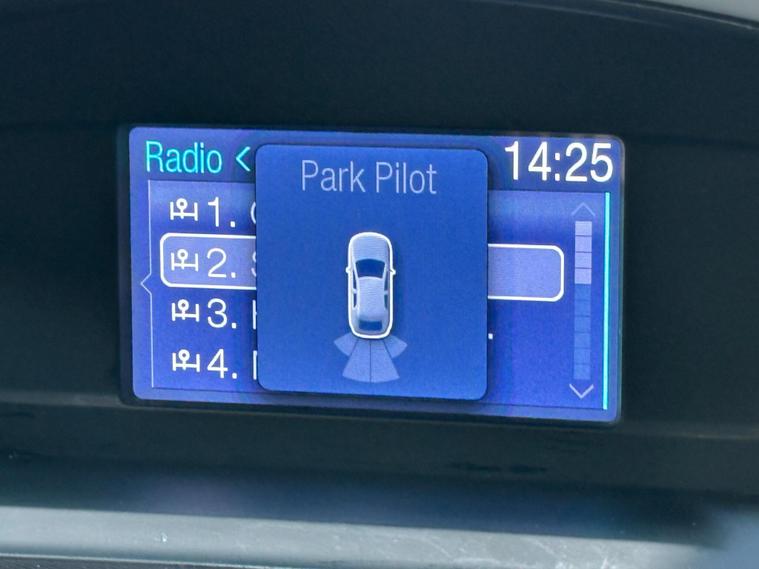 Radio <
Park Pilot
14:25
1.
2.
3.
4.